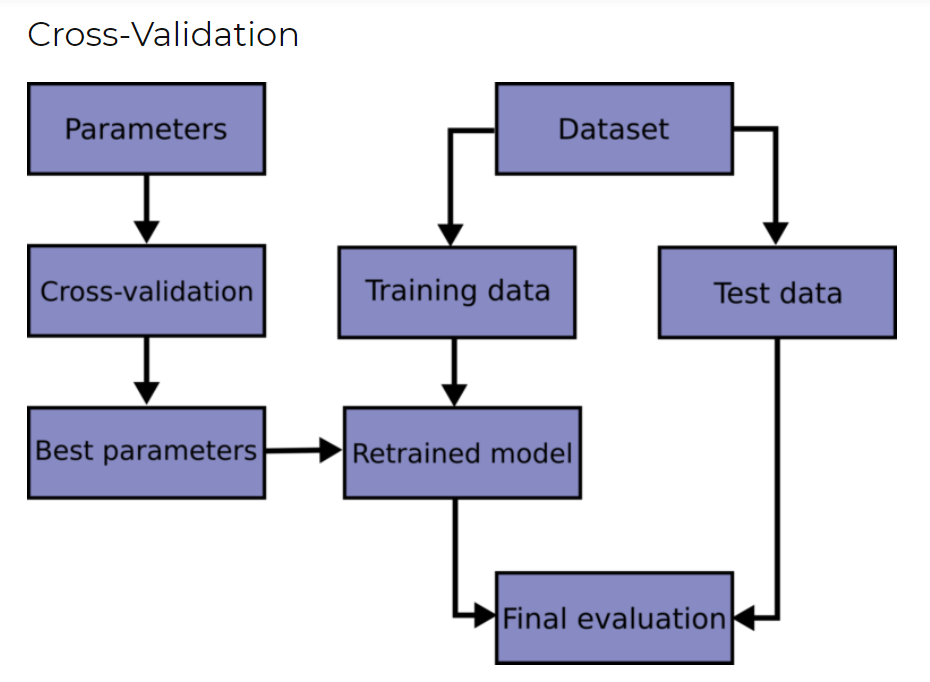 Cross-Validation
Parameters
Dataset
Cross-validation
Training data
Test data
Best parameters
Retrained model
Final evaluation